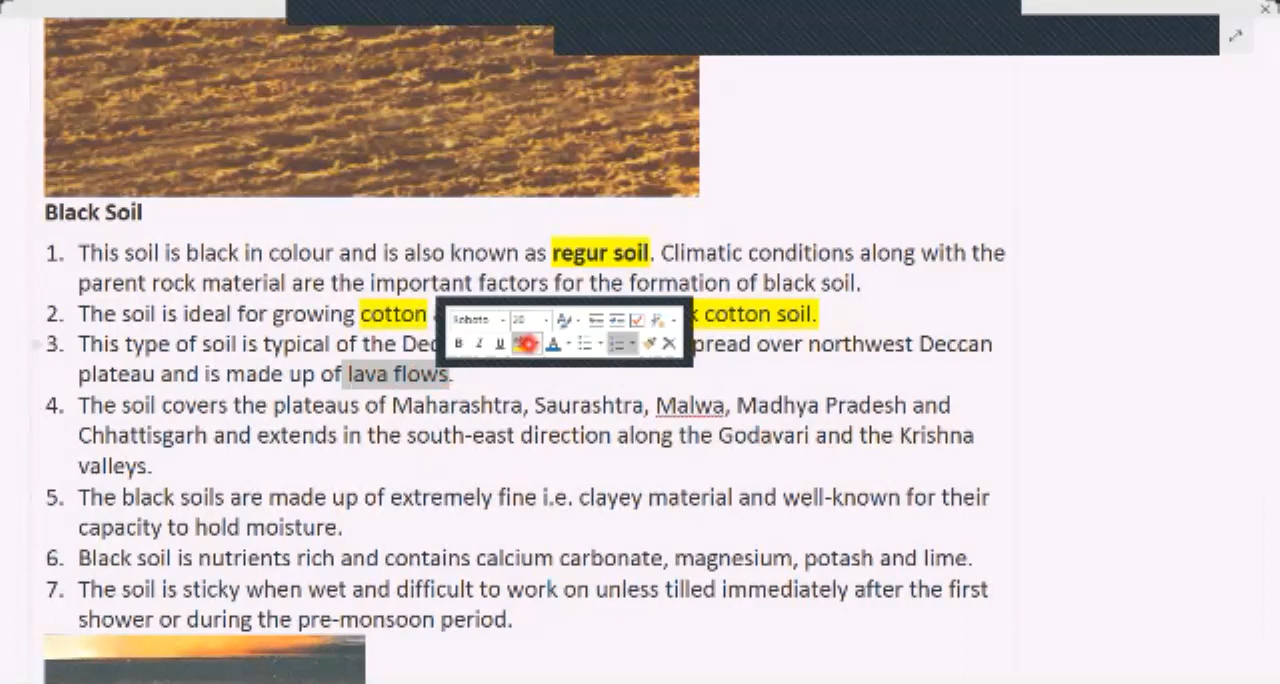 Black Soil
1. This soil is black in colour and is also known as regur soil. Climatic conditions along with the
parent rock material are the important factors for the formation of black soil.
2. The soil is ideal for growing cotton cotton soil.
3. This type of soil is typical of the pread over northwest Deccan
plateau and is made up of lava flows.
4. The soil covers the plateaus of Maharashtra, Saurashtra, Malwa, Madhya Pradesh and
Chhattisgarh and extends in the south-east direction along the Godavari and the Krishna
valleys.
5. The black soils are made up of extremely fine i.e. clayey material and well-known for their
capacity to hold moisture.
6. Black soil is nutrients rich and contains calcium carbonate, magnesium, potash and lime.
7. The soil is sticky when wet and difficult to work on unless tilled immediately after the first
shower or during the pre-monsoon period.
Roboto 20
B I U A